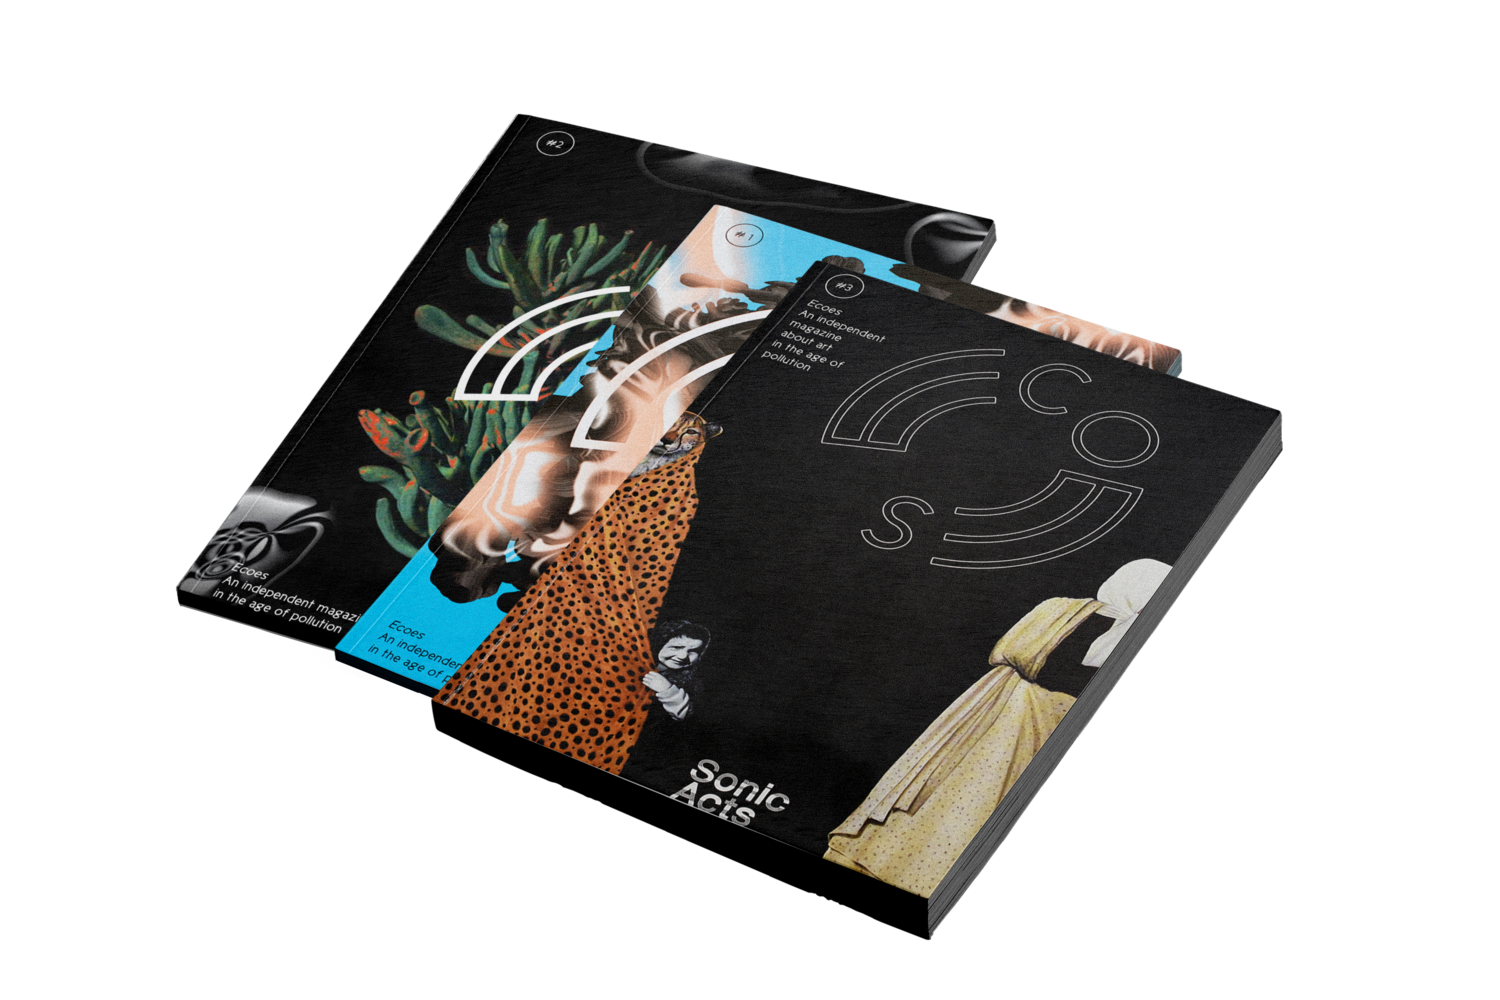 #2
Ecoes
An independent magazi
in the age of pollution
#1
Ecoes
An independen
in the age of p
#3
Ecoes
An independent
magazine
about art
in the age of
pollution
CO
S
Sonic
Acts